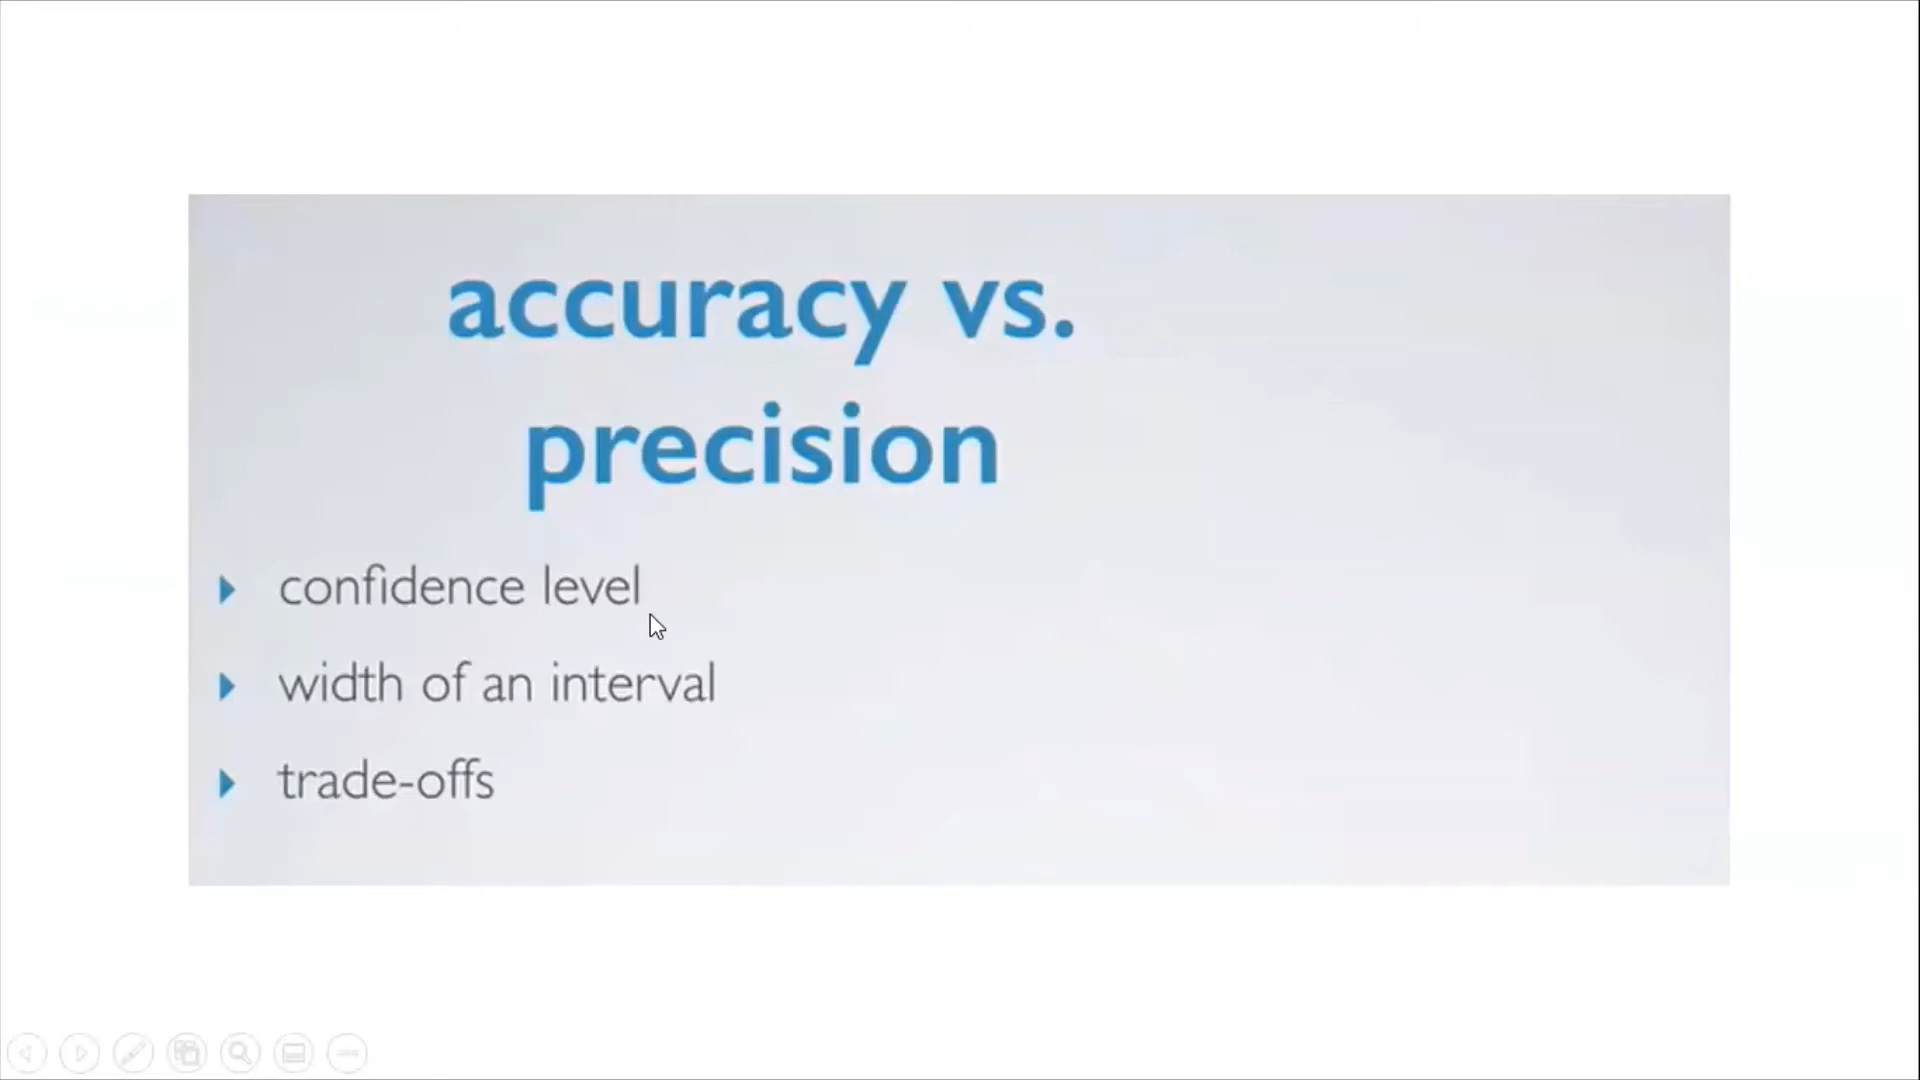 accuracy vs.
precision
confidence level
width of an interval
trade-offs